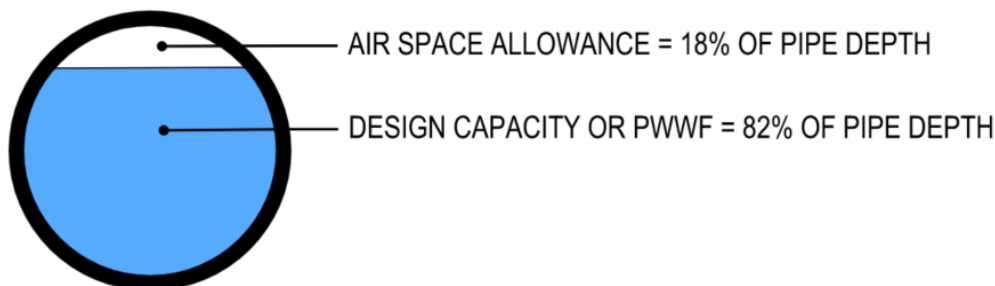 AIR SPACE ALLOWANCE = 18% OF PIPE DEPTH
DESIGN CAPACITY OR PWWF = 82% OF PIPE DEPTH